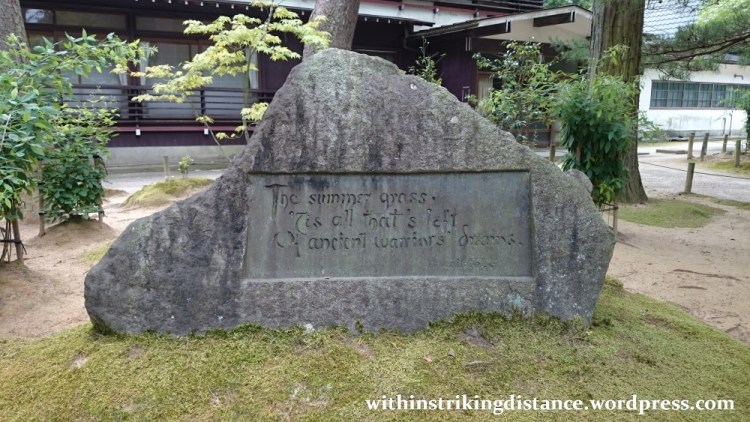 The summer grass.
'Tis all that's left
Of ancient warriors' dreams.
withinstrikingdistance.wordpress.com